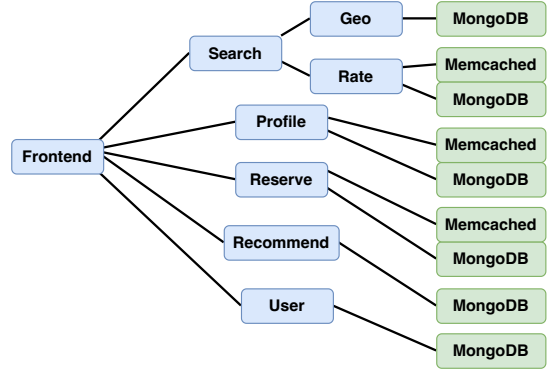 Geo
MongoDB
Search
Memcached
Rate
MongoDB
Profile
Memcached
Frontend
Reserve
MongoDB
Memcached
Recommend
MongoDB
User
MongoDB
MongoDB